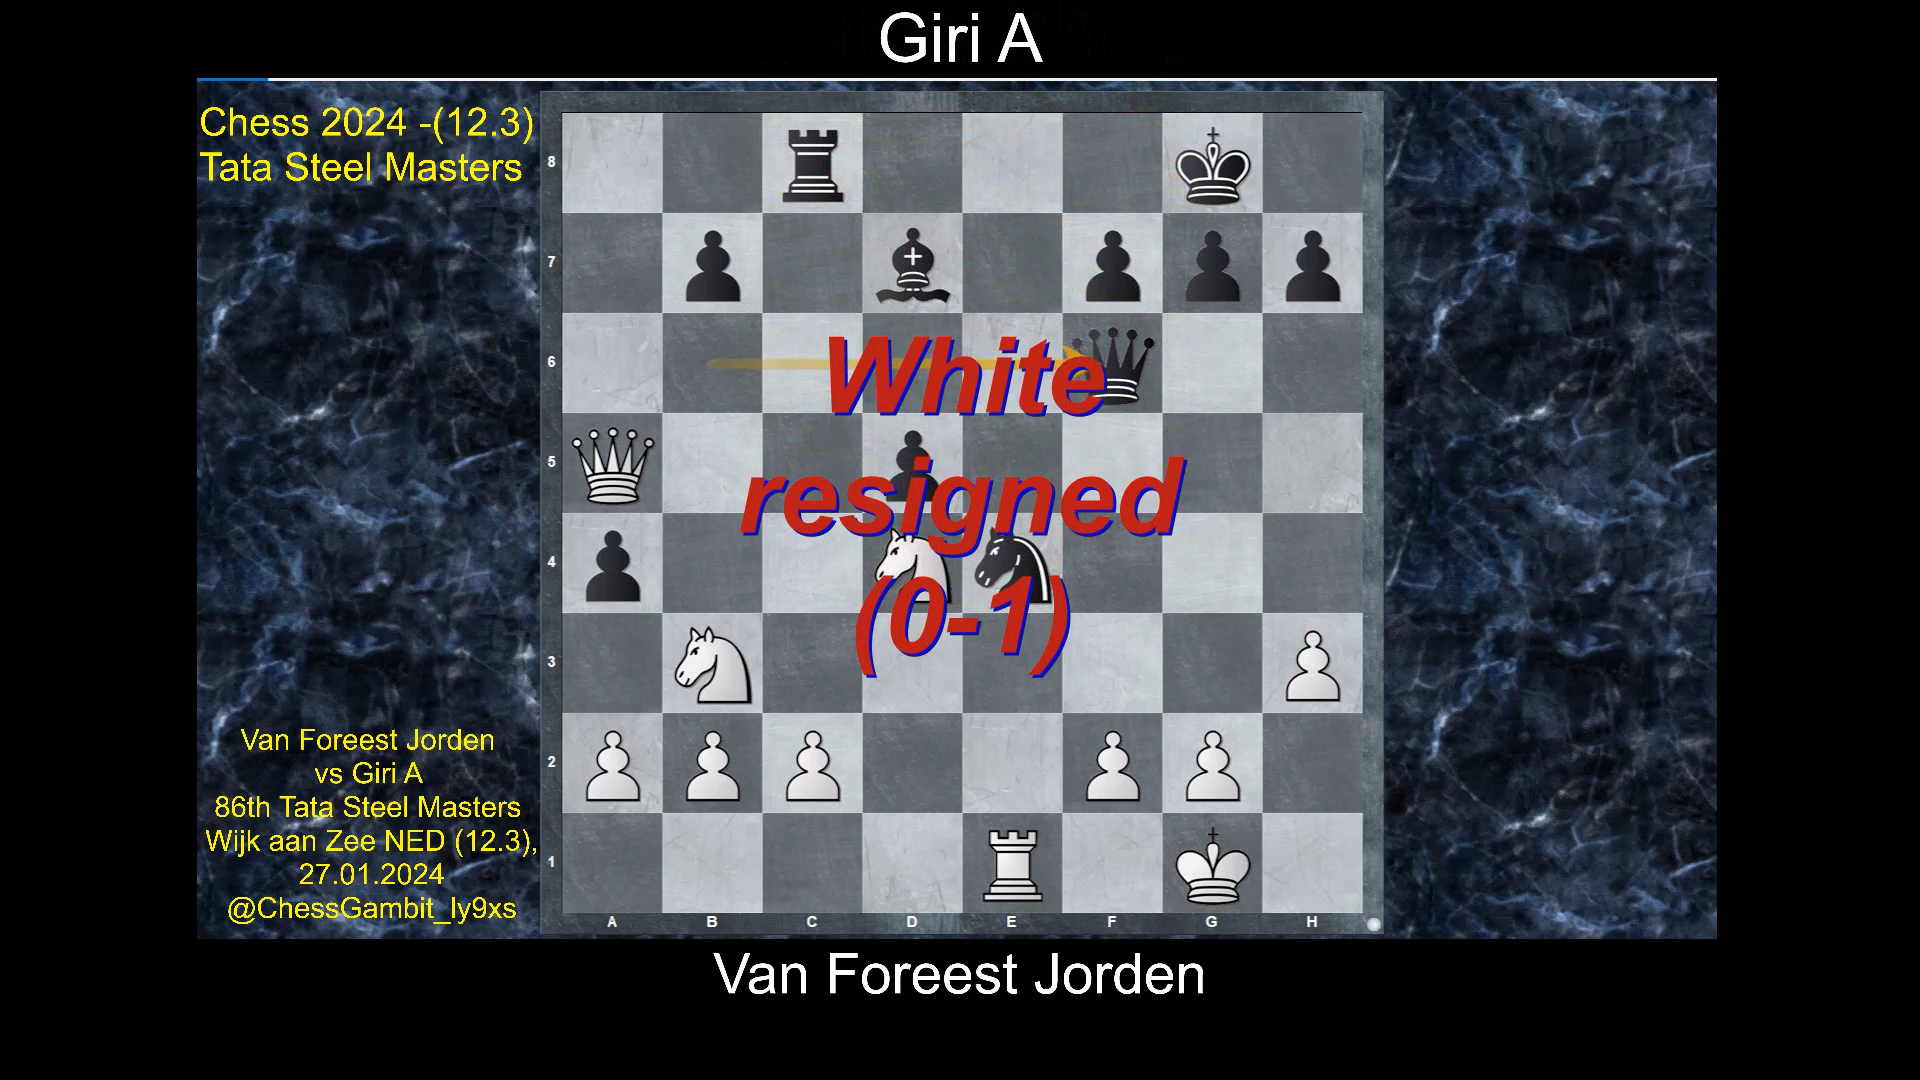 Giri A
Chess 2024 -(12.3)
Tata Steel Masters
8
7
6
5
4
3
2
1
White
resigned
(0-1)
Van Foreest Jorden
vs Giri A
86th Tata Steel Masters
Wijk aan Zee NED (12.3),
27.01.2024
@ChessGambit_ly9xs
A B C D E F G H
Van Foreest Jorden